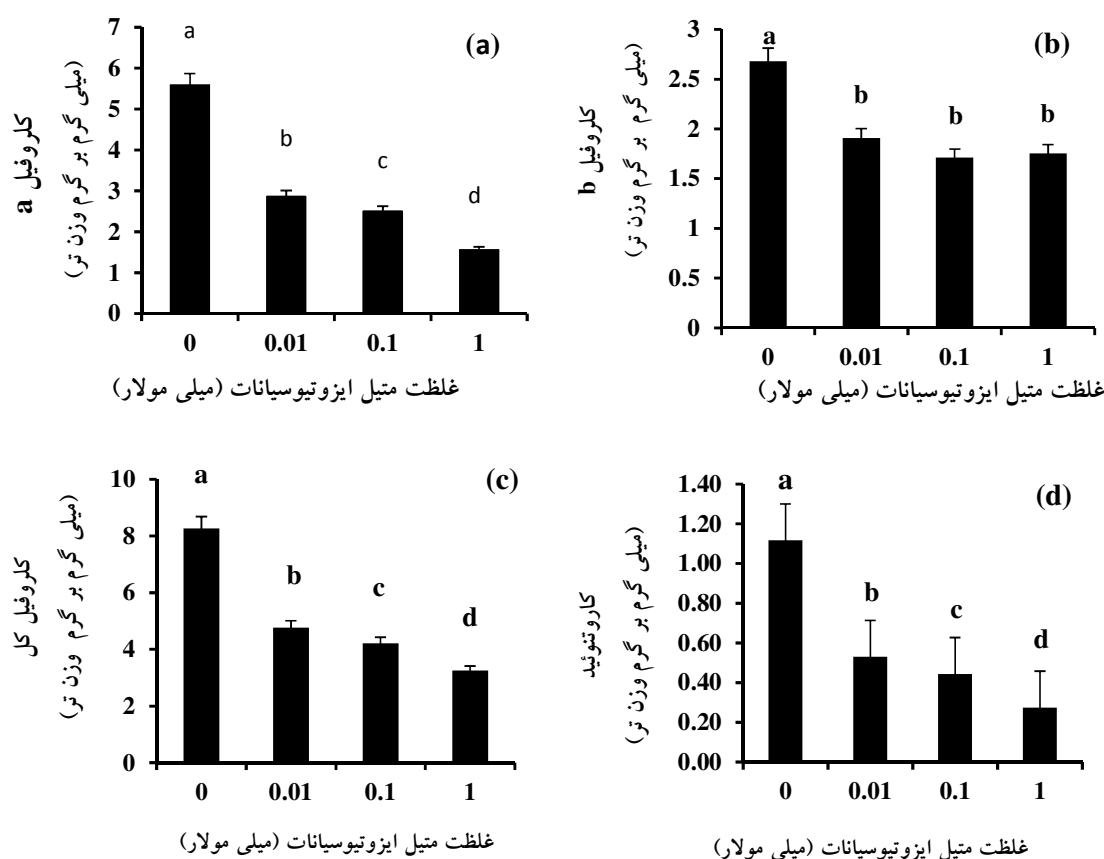 (a)
کلروفیل a
(میلی گرم بر گرم وزن تر)
7
6
5
4
3
2
1
0
a
b
c
d
0 0.01 0.1 1
غلظت متیل ایزوتیوسیانات (میلی مولار)
(b)
کلروفیل b
(میلی گرم بر گرم وزن تر)
3
2.5
2
1.5
1
0.5
0
a
b
b
b
0 0.01 0.1 1
غلظت متیل ایزوتیوسیانات (میلی مولار)
(c)
کلروفیل کل
(میلی گرم بر گرم وزن تر)
10
8
6
4
2
0
a
b
c
d
0 0.01 0.1 1
غلظت متیل ایزوتیوسیانات (میلی مولار)
(d)
کاروتنوئید
(میلی گرم بر گرم وزن تر)
1.40
1.20
1.00
0.80
0.60
0.40
0.20
0.00
a
b
c
d
0 0.01 0.1 1
غلظت متیل ایزوتیوسیانات (میلی مولار)